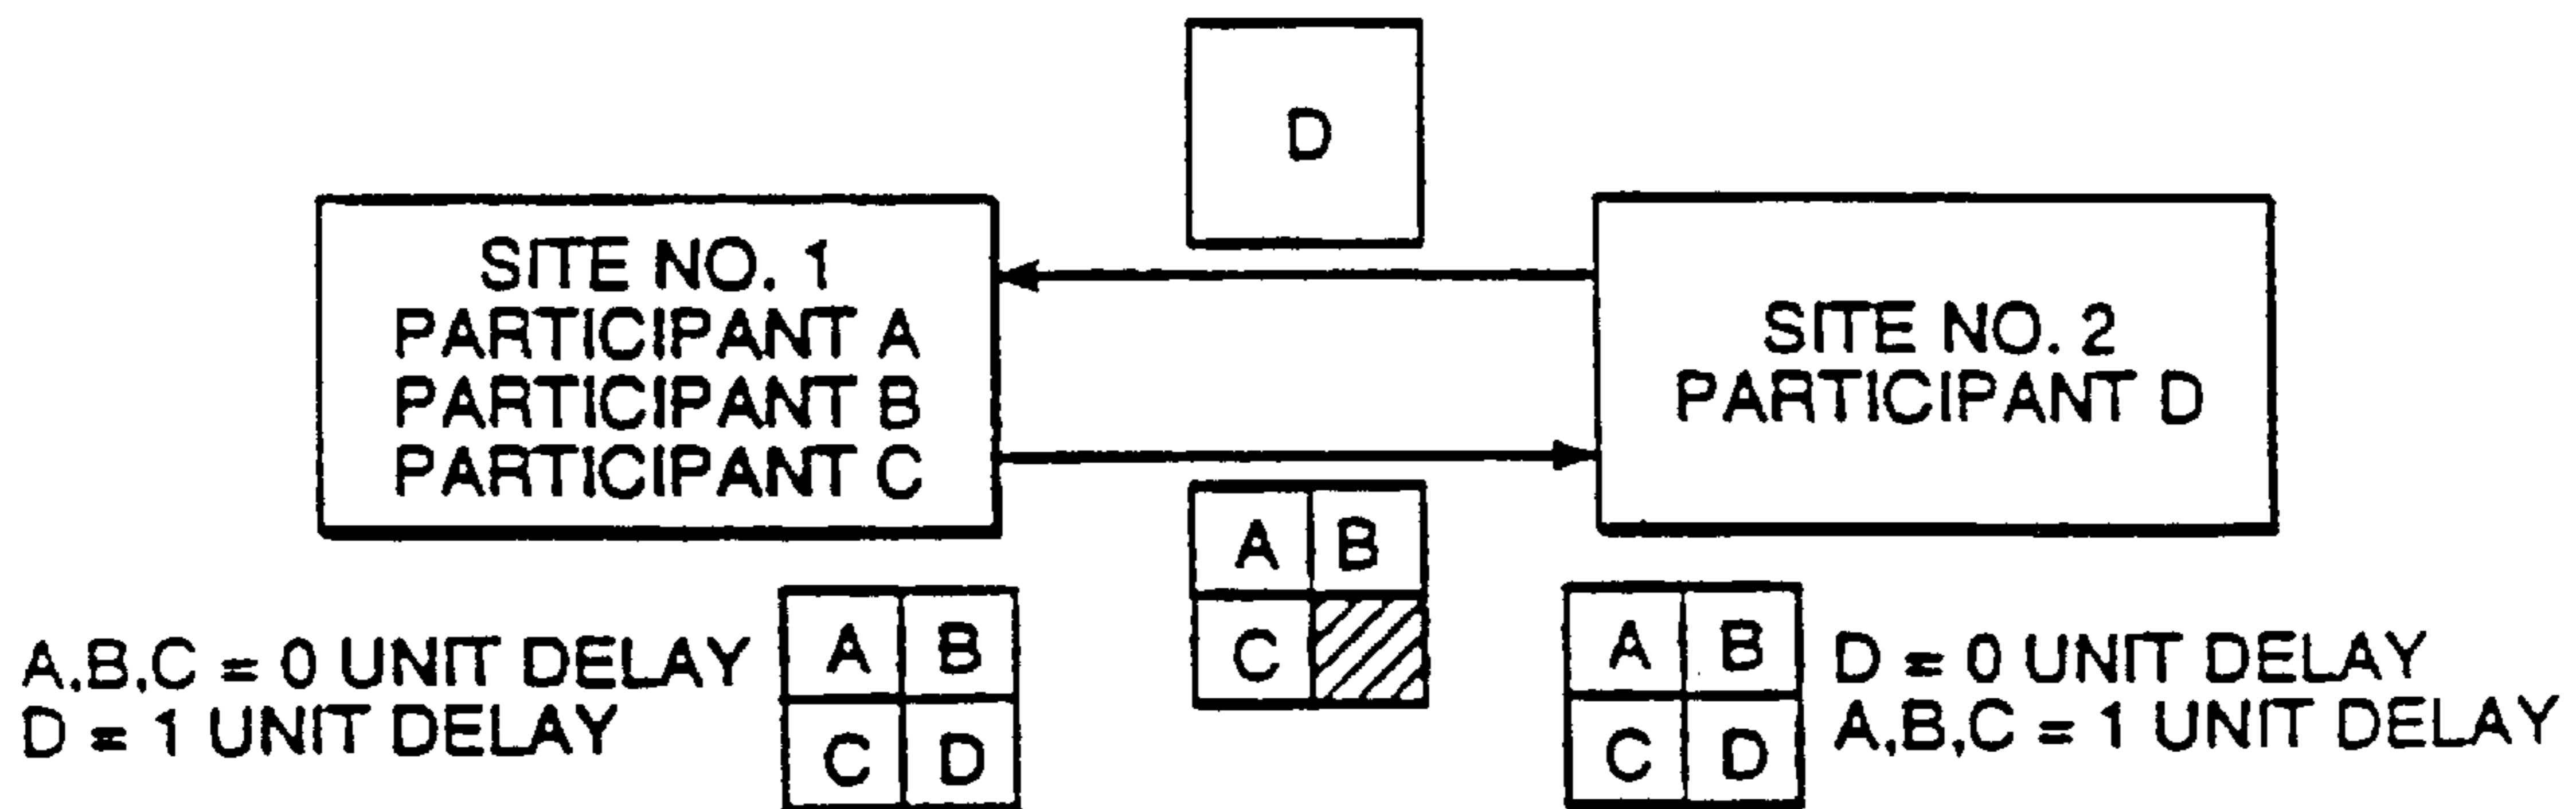 D
SITE NO. 1
PARTICIPANT A
PARTICIPANT B
PARTICIPANT C
SITE NO. 2
PARTICIPANT D
A B
C
A,B,C = 0 UNIT DELAY
D = 1 UNIT DELAY
A B
C D
A B
C D
D = 0 UNIT DELAY
A,B,C = 1 UNIT DELAY